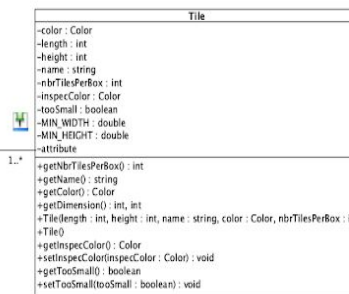 Tile
-color : Color
-length : int
-height : int
-name : string
-nbrTilesPerBox : int
-inspecColor : Color
-tooSmall : boolean
-MIN_WIDTH : double
-MIN_HEIGHT : double
-attribute
1..*
+getNbrTilesPerBox() : int
+getName() : string
+getColor() : Color
+getDimension() : int, int
+Tile(length : int, height : int, name : string, color : Color, nbrTilesPerBox :
+Tile()
+getInspecColor() : Color
+setInspecColor(inspecColor : Color) : void
+getTooSmall() : boolean
+setTooSmall(tooSmall : boolean) : void